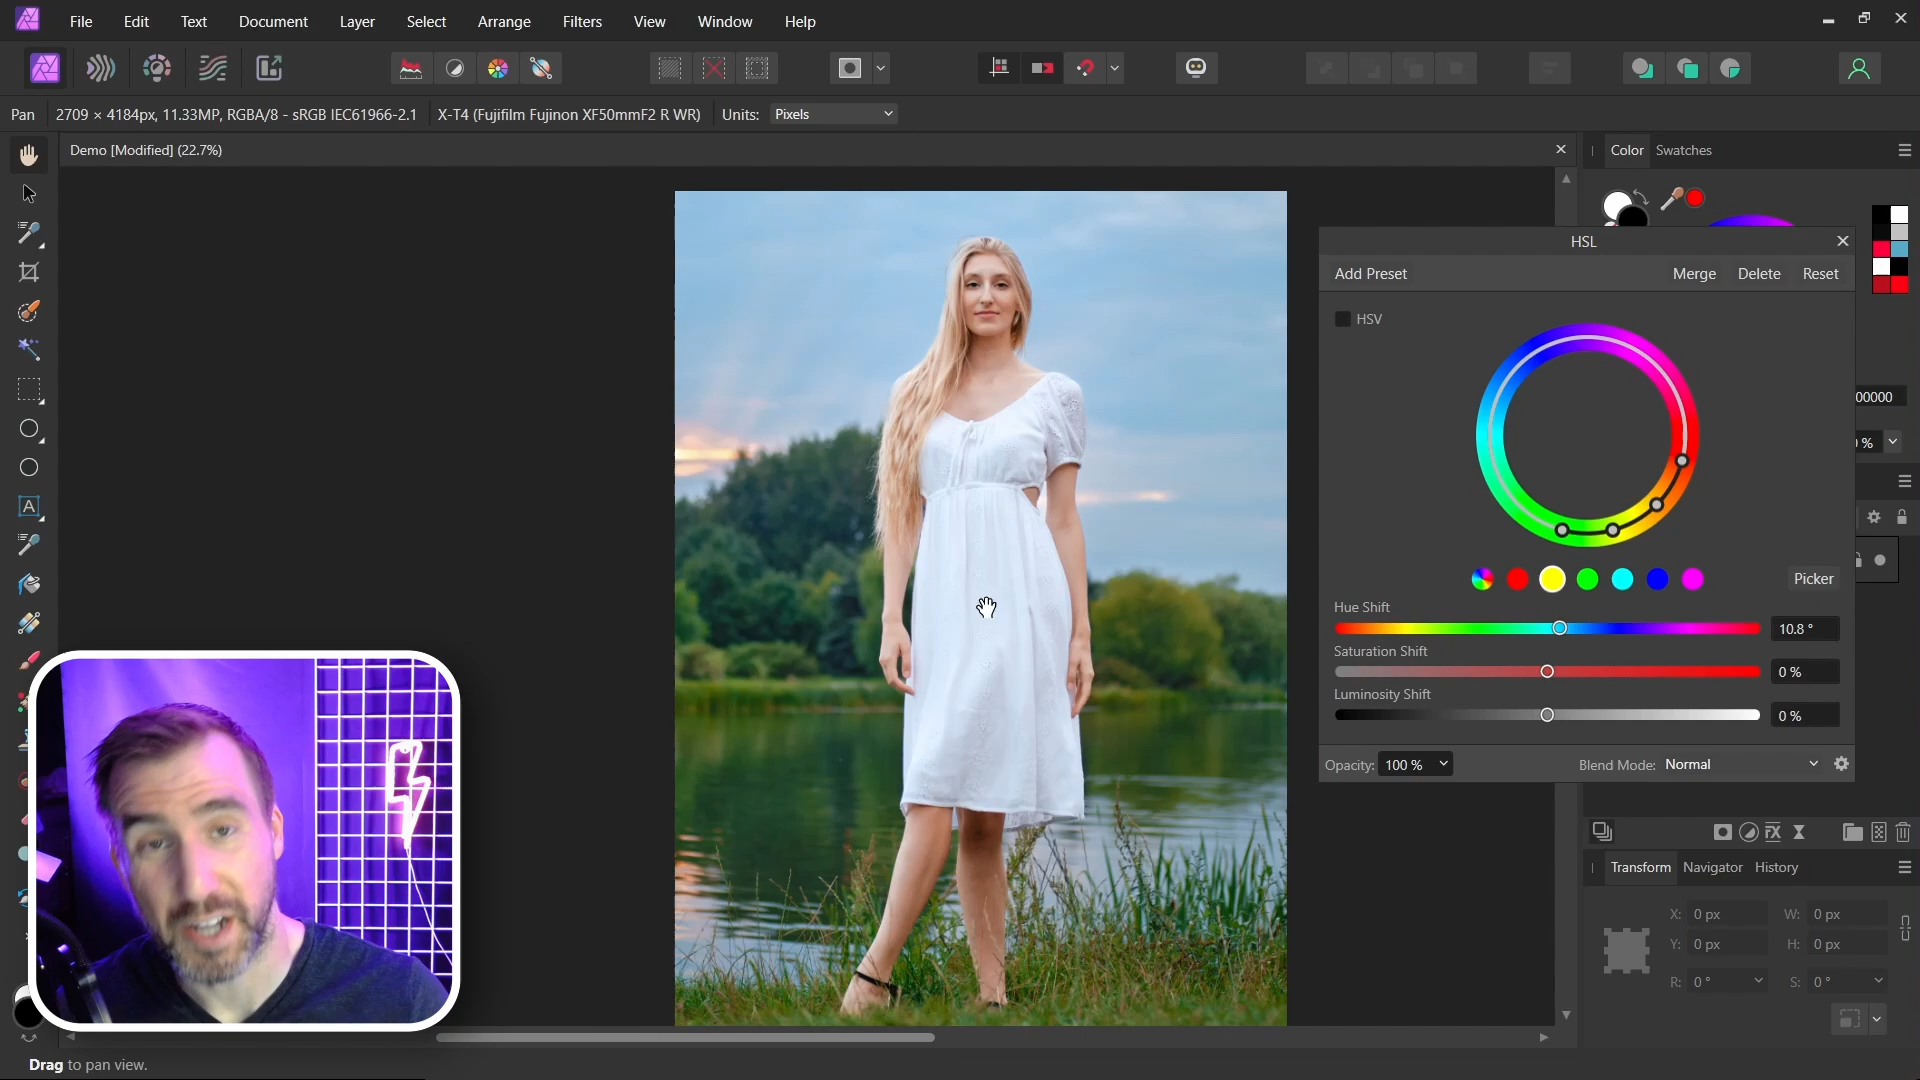 File Edit Text Document Layer Select Arrange Filters View Window Help
Pan 2709 × 4184px, 11.33MP, RGBA/8 - sRGB IEC61966-2.1 X-T4 (Fujifilm Fujinon XF50mmF2 R WR) Units: Pixels
Demo [Modified] (22.7%)
Color Swatches
HSL
Add Preset Merge Delete Reset
HSV
00000
%
Picker
Hue Shift
10.8 °
Saturation Shift
0 %
Luminosity Shift
0 %
Opacity: 100 % Blend Mode: Normal
Transform Navigator History
X: 0 px W: 0 px
Y: 0 px H: 0 px
R: 0 ° S: 0 °
Drag to pan view.